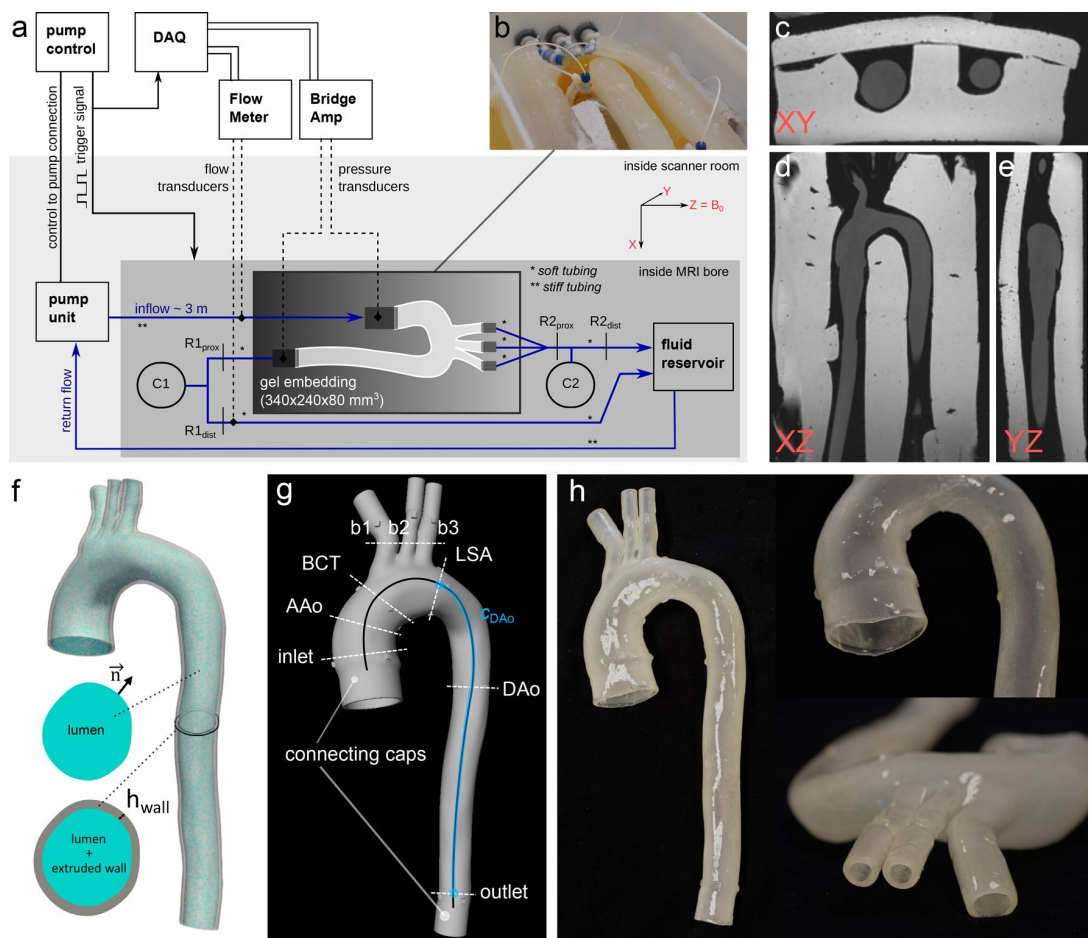 a
pump
control
DAQ
Flow
Meter
Bridge
Amp
control to pump connection
trigger signal
flow
transducers
pressure
transducers
inside scanner room
Y
Z = B₀
X
inside MRI bore
* soft tubing
** stiff tubing
pump
unit
inflow ~ 3 m
**
R1prox
*
C1
R1dist
*
gel embedding
(340x240x80 mm³)
*
*
*
R2prox
R2dist
*
C2
fluid
reservoir
*
**
return flow
b
c
XY
d
XZ
e
YZ
f
n
lumen
hwall
lumen
+
extruded wall
g
b1
b2
b3
BCT
LSA
AAo
cDAo
inlet
DAo
connecting caps
outlet
h